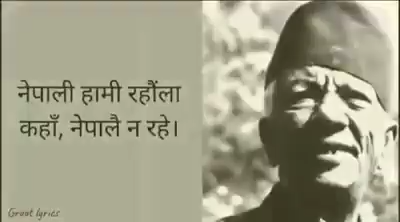 नेपाली हामी रहौंला
कहाँ, नेपालै न रहे।
Great lyrics